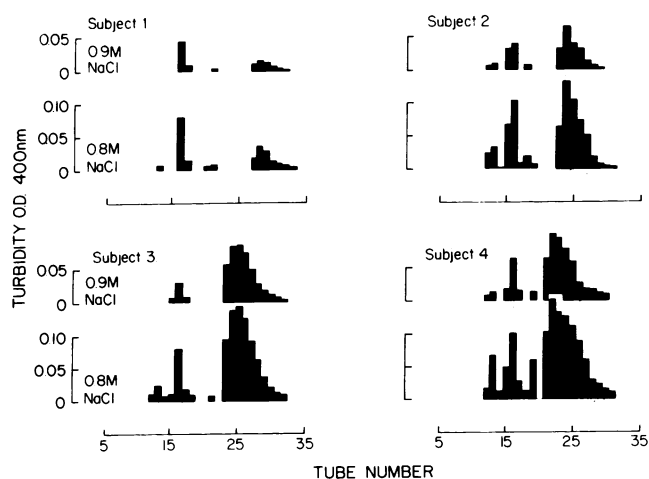 Subject 1
Subject 2
0.05
0
0.9M
NaCl
0.10
0.05
0
0.8M
NaCl
TURBIDITY O.D. 400nm
Subject 3
Subject 4
0.05
0
0.9M
NaCl
0.10
0.05
0
0.8M
NaCl
5 15 25 35
5 15 25 35
TUBE NUMBER